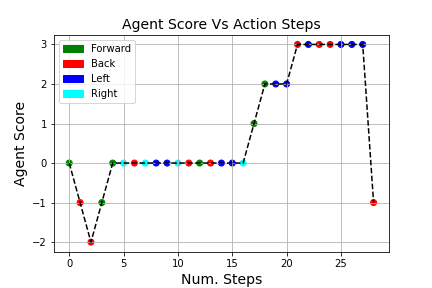 Agent Score Vs Action Steps
Agent Score
3
2
1
0
−1
−2
Forward
Back
Left
Right
0 5 10 15 20 25
Num. Steps